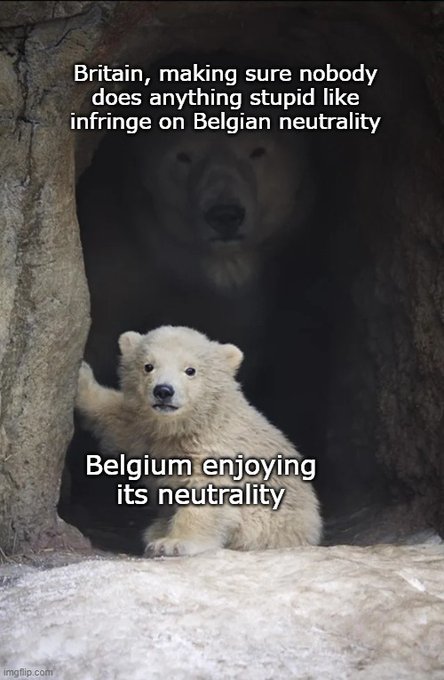 Britain, making sure nobody
does anything stupid like
infringe on Belgian neutrality
Belgium enjoying
its neutrality
imgflip.com